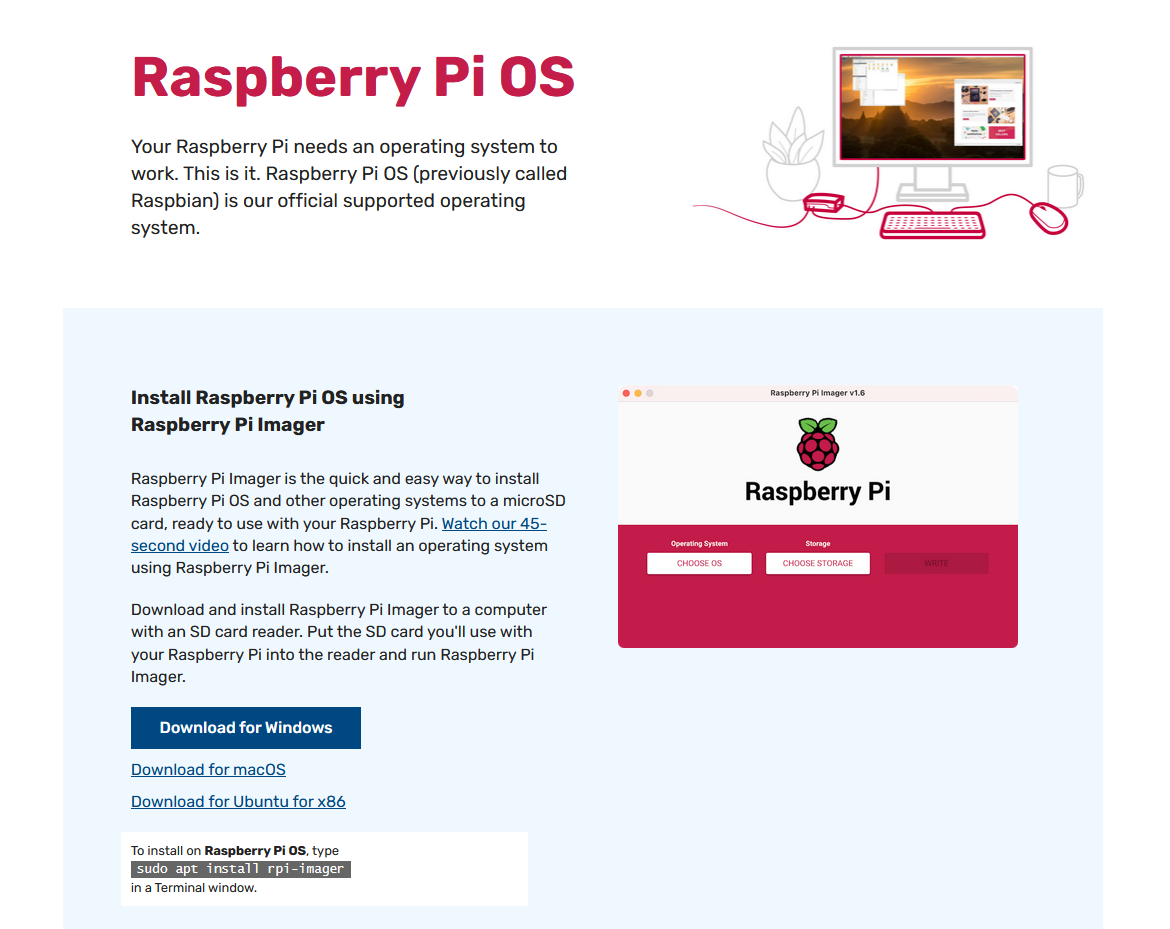 Raspberry Pi OS
Your Raspberry Pi needs an operating system to
work. This is it. Raspberry Pi OS (previously called
Raspbian) is our official supported operating
system.
Install Raspberry Pi OS using
Raspberry Pi Imager
Raspberry Pi Imager is the quick and easy way to install
Raspberry Pi OS and other operating systems to a microSD
card, ready to use with your Raspberry Pi. Watch our 45-
second video to learn how to install an operating system
using Raspberry Pi Imager.
Download and install Raspberry Pi Imager to a computer
with an SD card reader. Put the SD card you'll use with
your Raspberry Pi into the reader and run Raspberry Pi
Imager.
Download for Windows
Download for macOS
Download for Ubuntu for x86
To install on Raspberry Pi OS, type
sudo apt install rpi-imager
in a Terminal window.
Raspberry Pi Imager v1.6
Raspberry Pi
Operating System
Storage
CHOOSE OS
CHOOSE STORAGE
WRITE